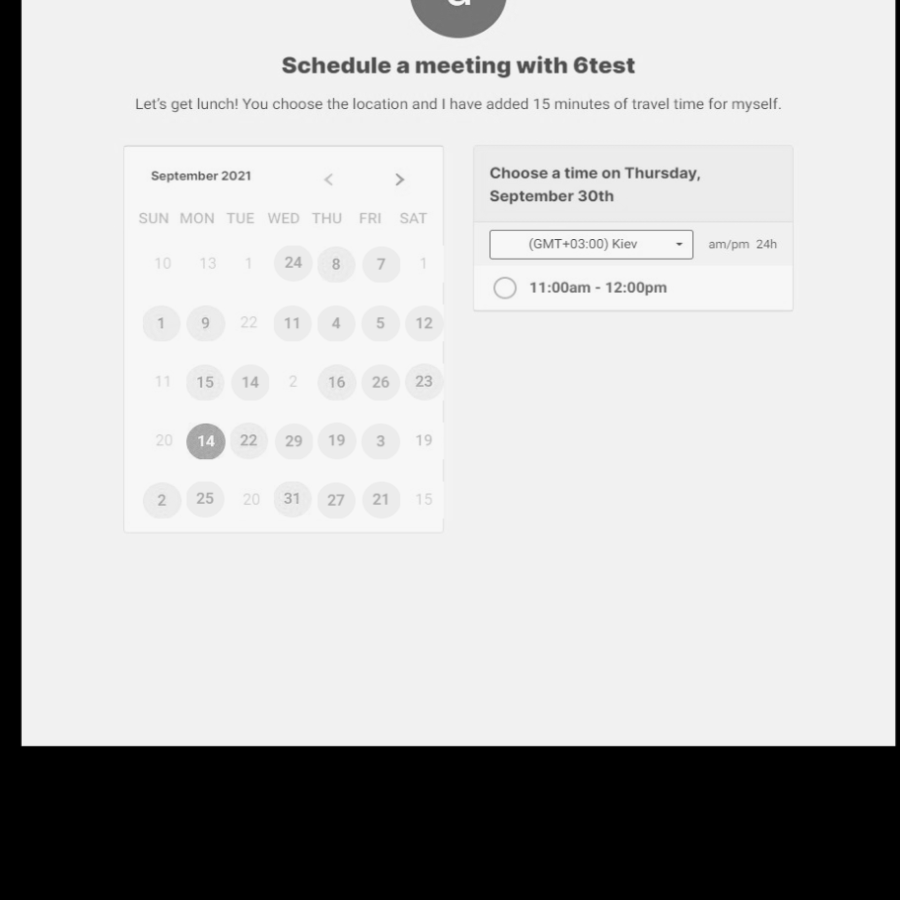 Schedule a meeting with 6test
Let's get lunch! You choose the location and I have added 15 minutes of travel time for myself.
September 2021
SUN MON TUE WED THU FRI SAT
10 13 1 24 8 7 1
1 9 22 11 4 5 12
11 15 14 2 16 26 23
20 14 22 29 19 3 19
2 25 20 31 27 21 15
Choose a time on Thursday,
September 30th
(GMT+03:00) Kiev am/pm 24h
11:00am - 12:00pm